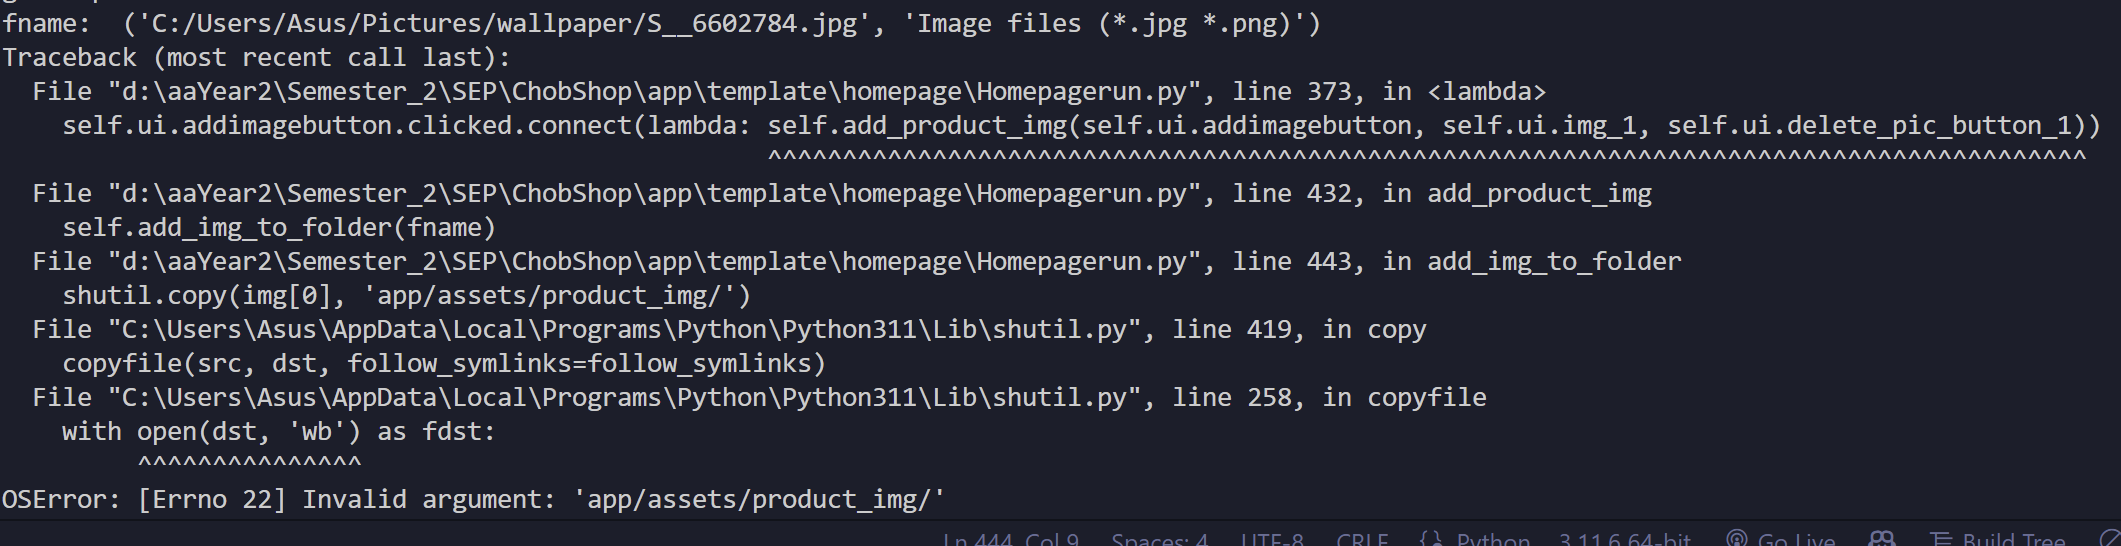 fname:  ('C:/Users/Asus/Pictures/wallpaper/S__6602784.jpg', 'Image files (*.jpg *.png)')
Traceback (most recent call last):
  File "d:\aaYear2\Semester_2\SEP\ChobShop\app\template\homepage\Homepagerun.py", line 373, in <lambda>
    self.ui.addimagebutton.clicked.connect(lambda: self.add_product_img(self.ui.addimagebutton, self.ui.img_1, self.ui.delete_pic_button_1))
                                                   ^^^^^^^^^^^^^^^^^^^^^^^^^^^^^^^^^^^^^^^^^^^^^^^^^^^^^^^^^^^^^^^^^^^^^^^^^^^^^^^^^^^^^^^^
  File "d:\aaYear2\Semester_2\SEP\ChobShop\app\template\homepage\Homepagerun.py", line 432, in add_product_img
    self.add_img_to_folder(fname)
  File "d:\aaYear2\Semester_2\SEP\ChobShop\app\template\homepage\Homepagerun.py", line 443, in add_img_to_folder
    shutil.copy(img[0], 'app/assets/product_img/')
  File "C:\Users\Asus\AppData\Local\Programs\Python\Python311\Lib\shutil.py", line 419, in copy
    copyfile(src, dst, follow_symlinks=follow_symlinks)
  File "C:\Users\Asus\AppData\Local\Programs\Python\Python311\Lib\shutil.py", line 258, in copyfile
    with open(dst, 'wb') as fdst:
         ^^^^^^^^^^^^^^^
OSError: [Errno 22] Invalid argument: 'app/assets/product_img/'
Ln 444, Col 9 Spaces: 4 UTF-8 CRLF Python 3.11.6 64-bit Go Live Build Tree